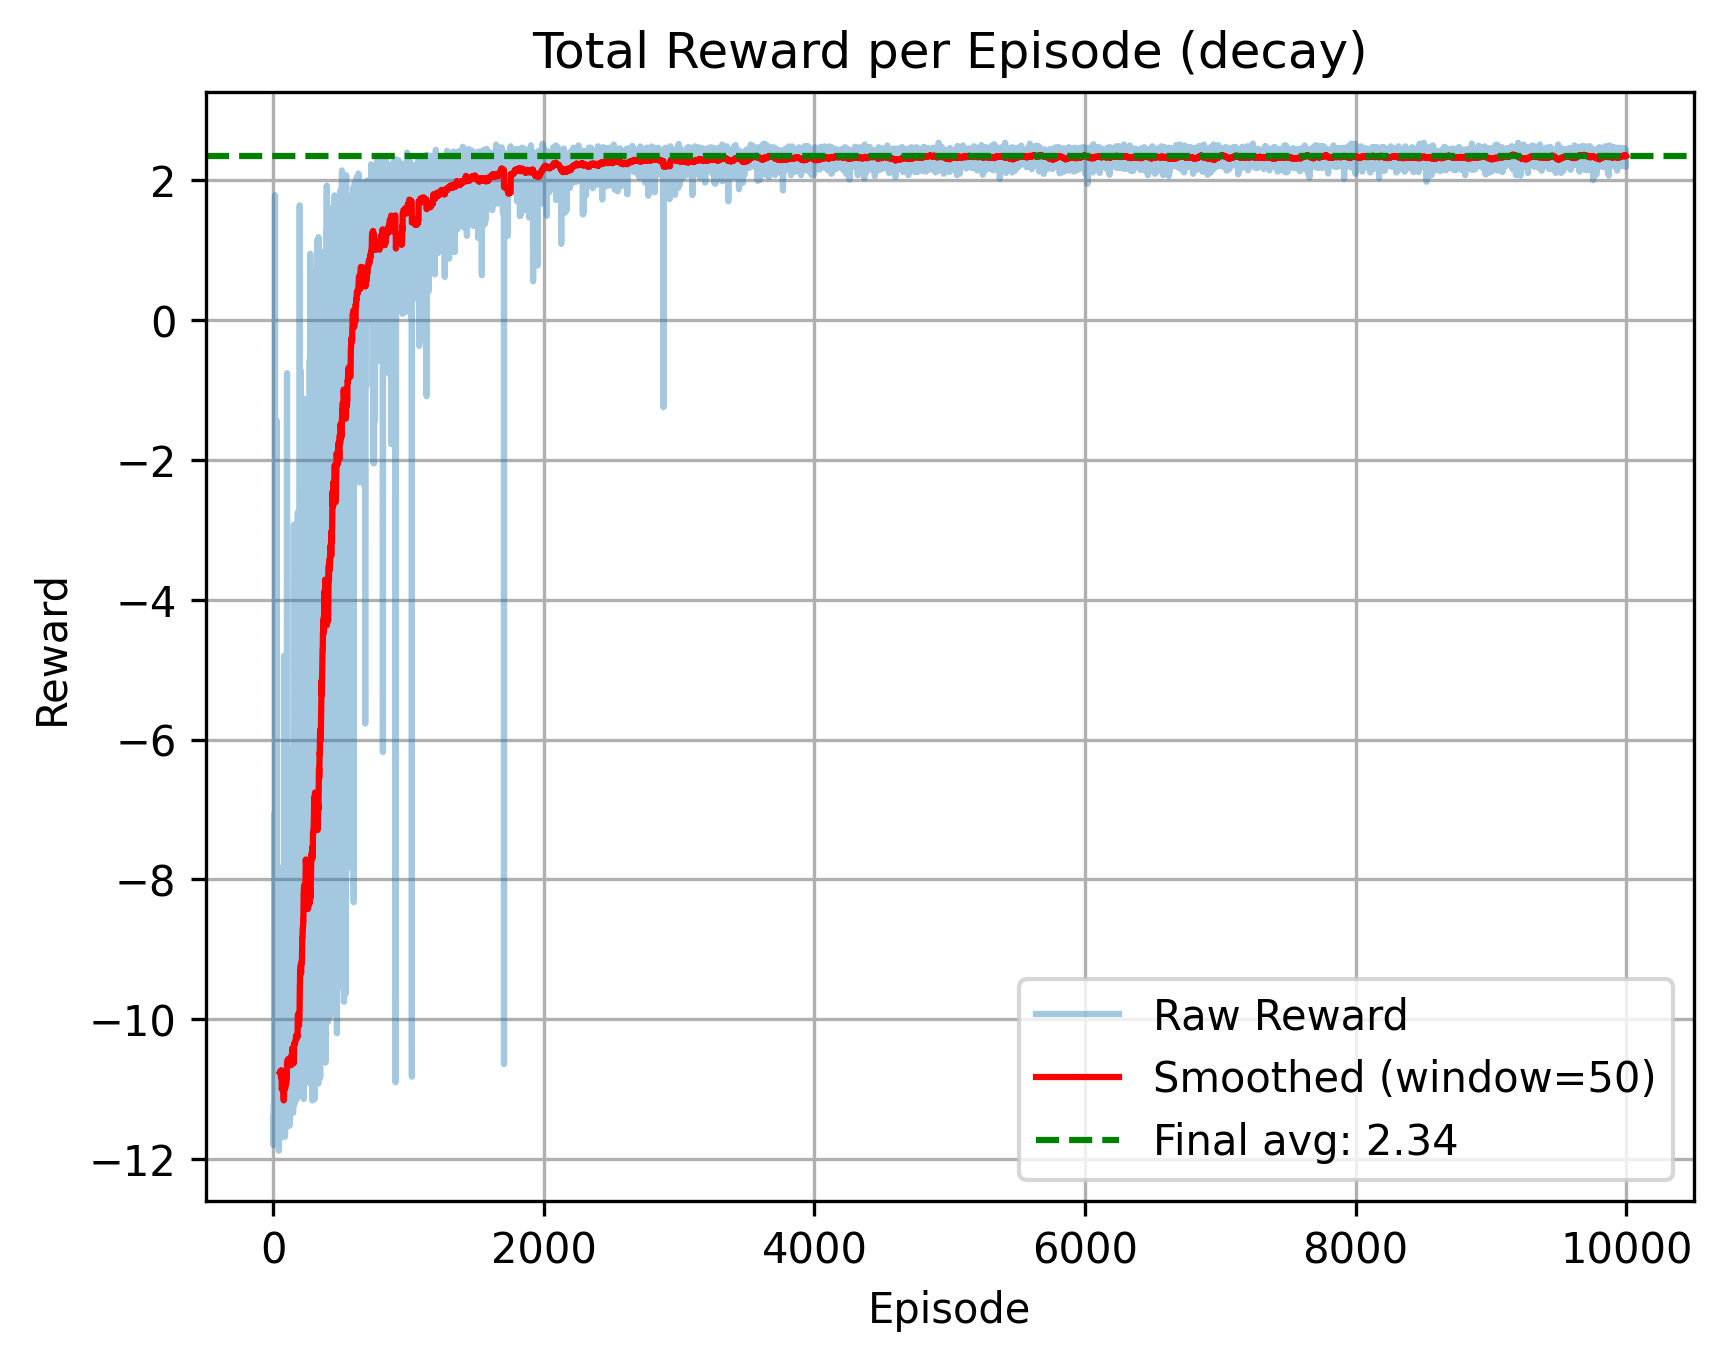 Total Reward per Episode (decay)
Reward
2
0
−2
−4
−6
−8
−10
−12
0 2000 4000 6000 8000 10000
Episode
Raw Reward
Smoothed (window=50)
Final avg: 2.34